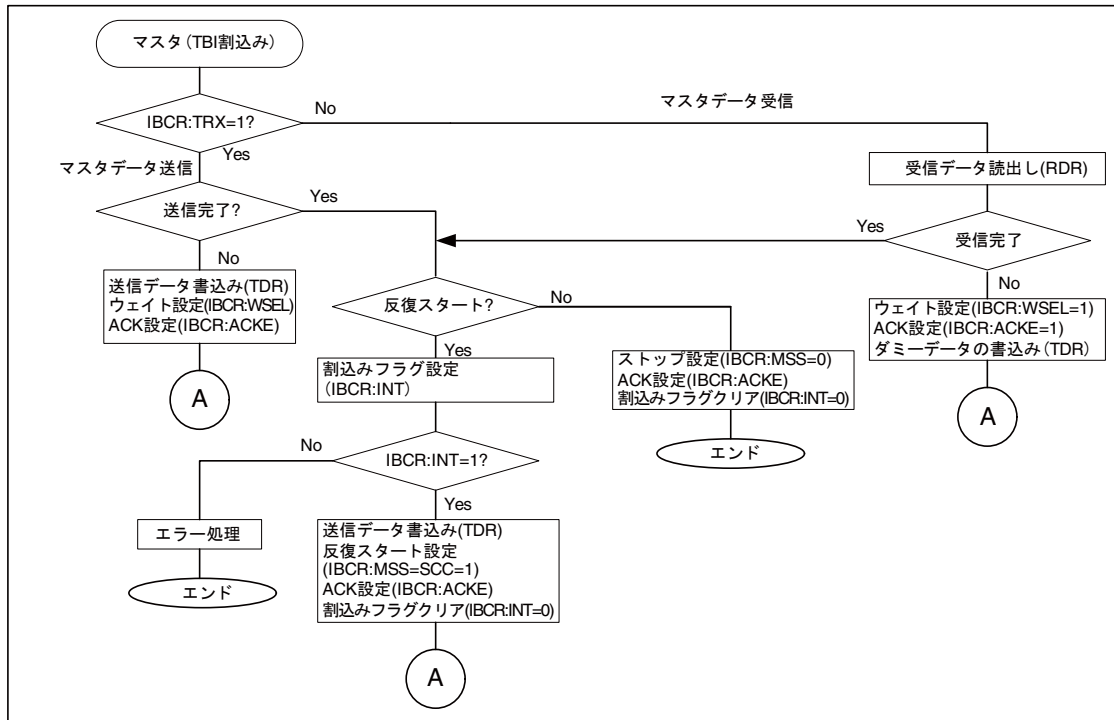 マスタ(TBI割込み)
IBCR:TRX=1?
No
マスタデータ受信
Yes
マスタデータ送信
受信データ読出し(RDR)
送信完了?
Yes
Yes
受信完了
No
送信データ書込み(TDR)
ウェイト設定(IBCR:WSEL)
ACK設定(IBCR:ACKE)
A
反復スタート?
No
No
ウェイト設定(IBCR:WSEL=1)
ACK設定(IBCR:ACKE=1)
ダミーデータの書込み(TDR)
A
Yes
割込みフラグ設定
(IBCR:INT)
ストップ設定(IBCR:MSS=0)
ACK設定(IBCR:ACKE)
割込みフラグクリア(IBCR:INT=0)
エンド
No
IBCR:INT=1?
Yes
エラー処理
エンド
送信データ書込み(TDR)
反復スタート設定
(IBCR:MSS=SCC=1)
ACK設定(IBCR:ACKE)
割込みフラグクリア(IBCR:INT=0)
A